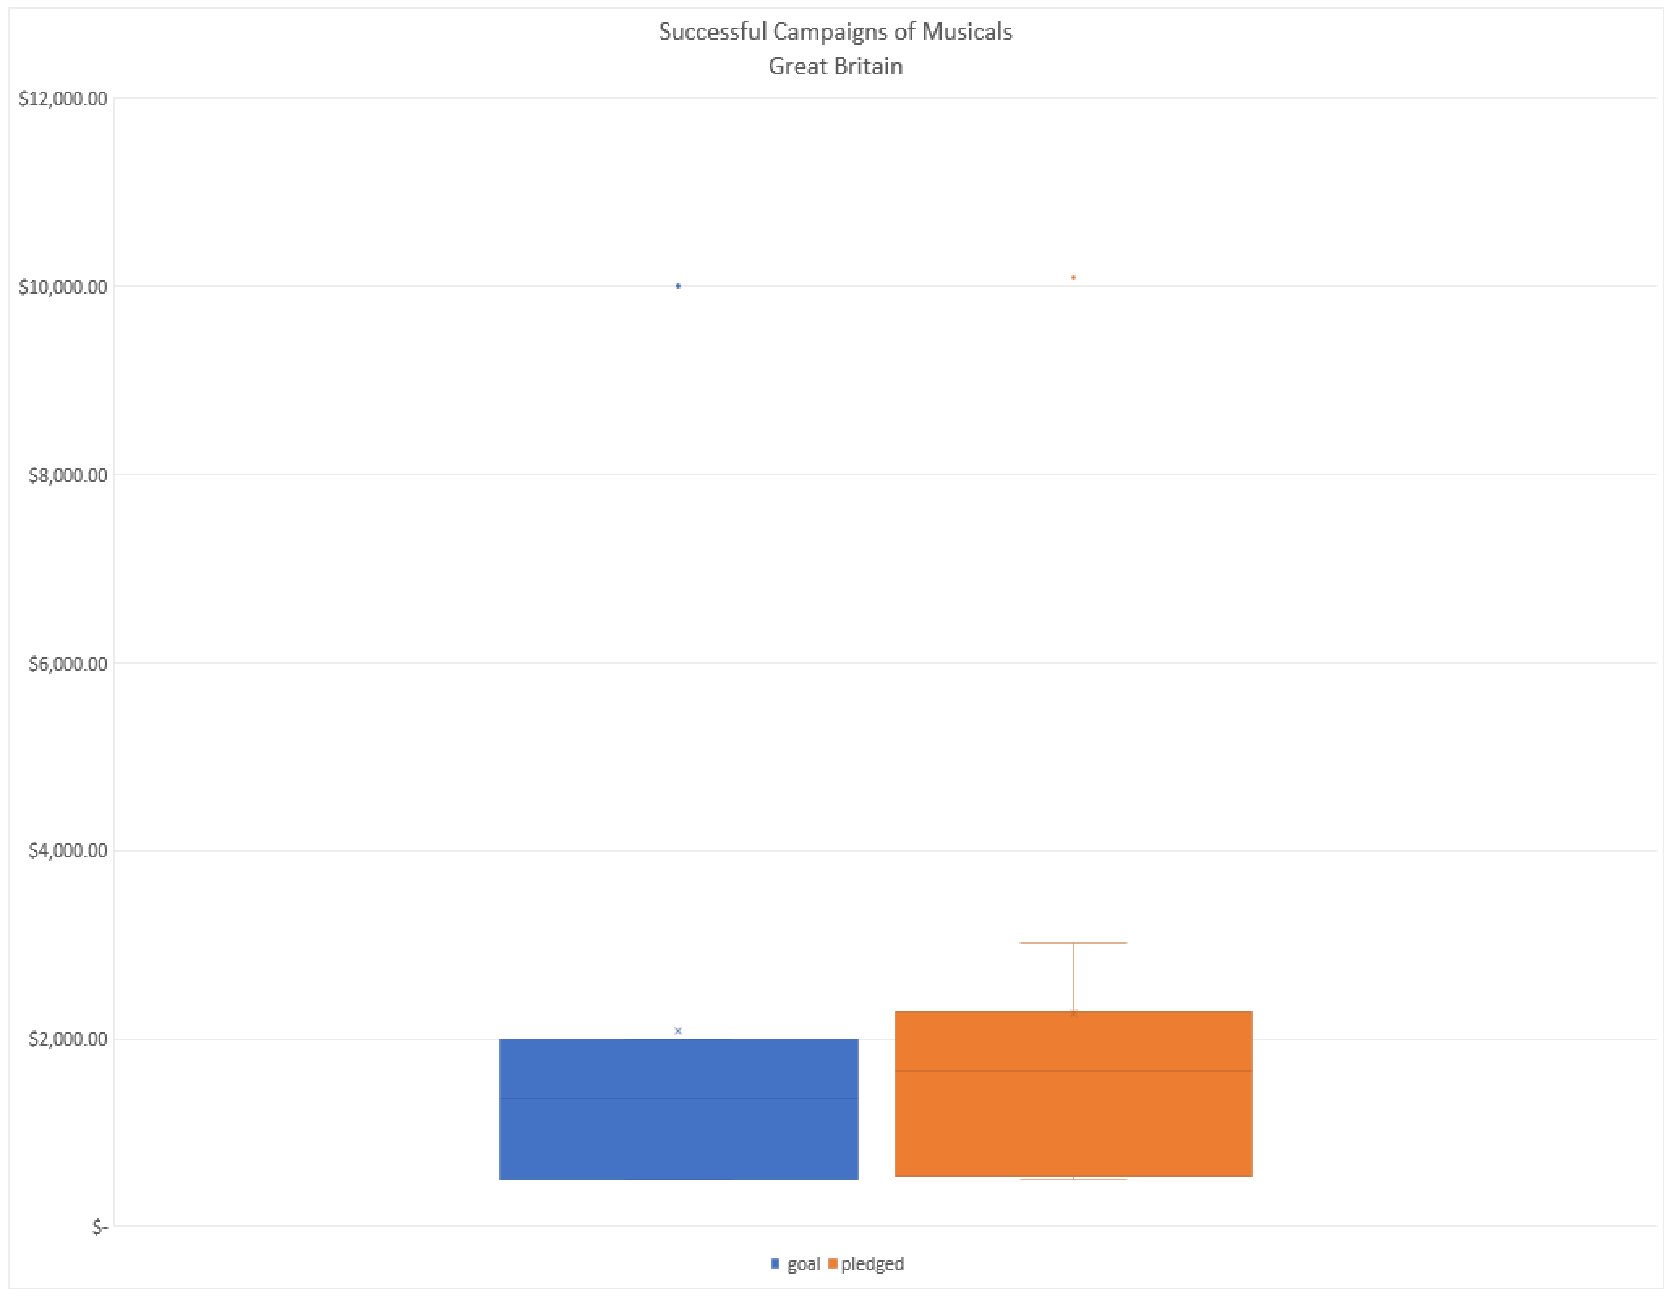 Successful Campaigns of Musicals
Great Britain
$12,000.00
$10,000.00
$8,000.00
$6,000.00
$4,000.00
$2,000.00
$-
goal pledged